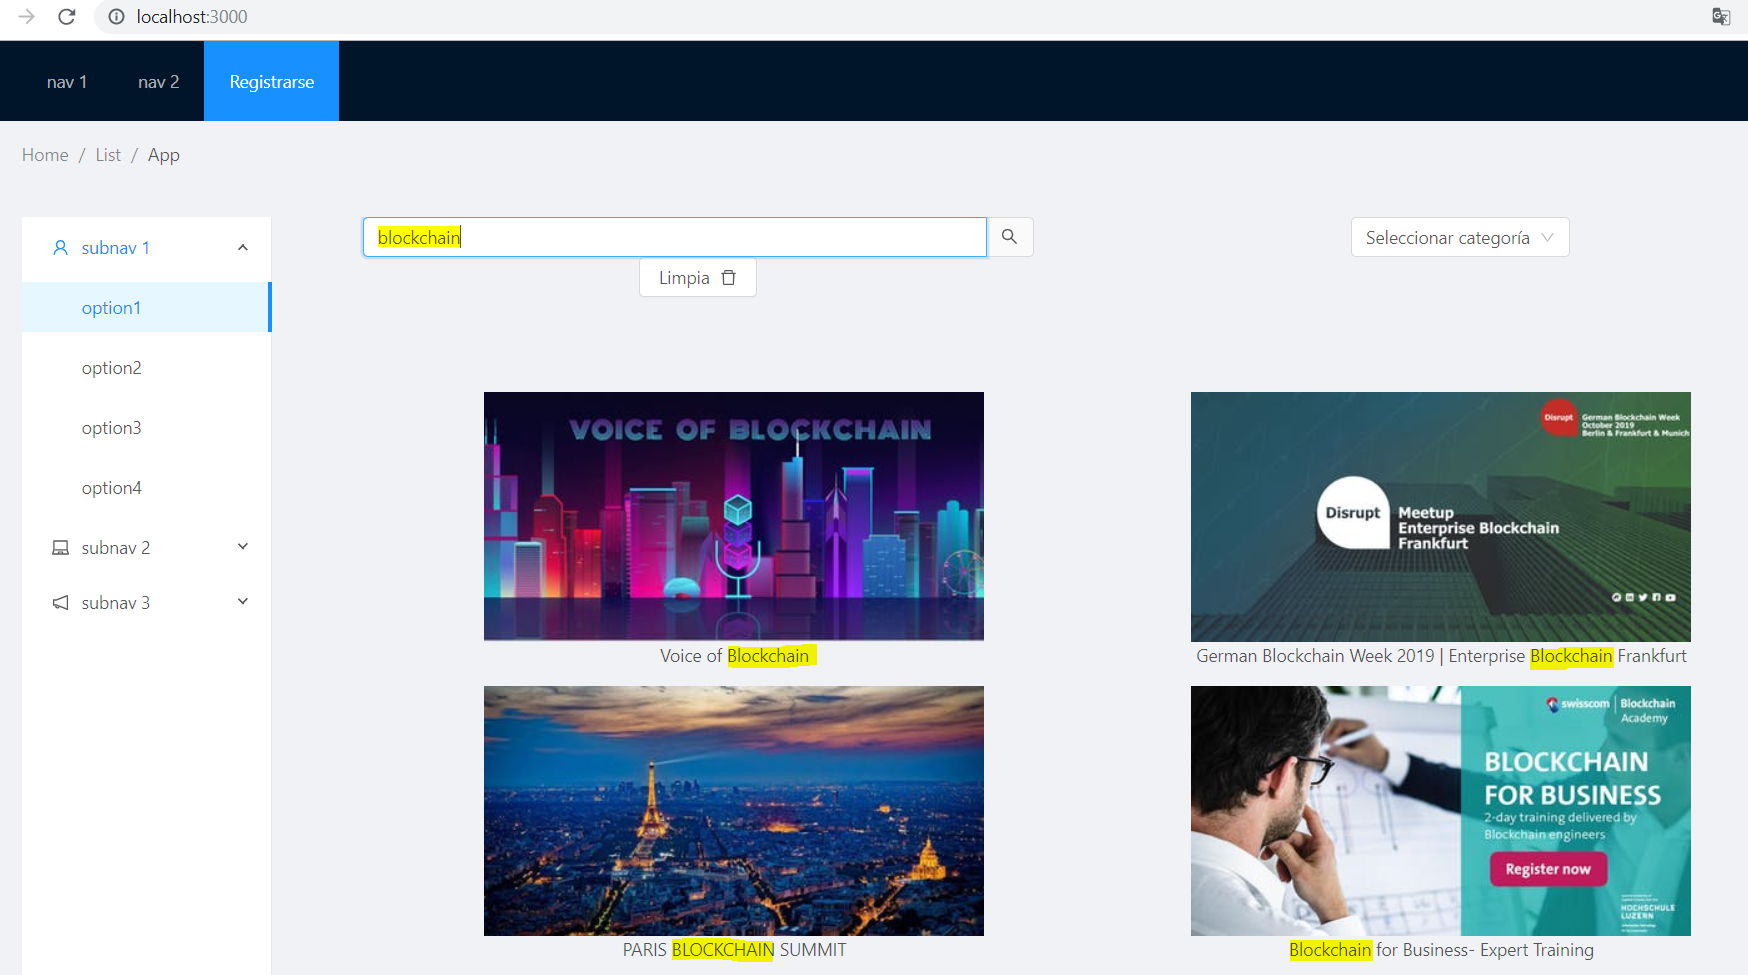 localhost:3000
nav 1
nav 2
Registrarse
Home / List / App
subnav 1
option1
option2
option3
option4
subnav 2
subnav 3
blockchain
Seleccionar categoría
Limpia
VOICE OF BLOCKCHAIN
Voice of Blockchain
Disrupt
German Blockchain Week
October 2019
Berlin & Frankfurt & Munich
Disrupt
Meetup
Enterprise Blockchain
Frankfurt
German Blockchain Week 2019 | Enterprise Blockchain Frankfurt
PARIS BLOCKCHAIN SUMMIT
swisscom | Blockchain
Academy
BLOCKCHAIN
FOR BUSINESS
2-day training delivered by
Blockchain engineers
Register now
HOCHSCHULE
LUZERN
Blockchain for Business- Expert Training